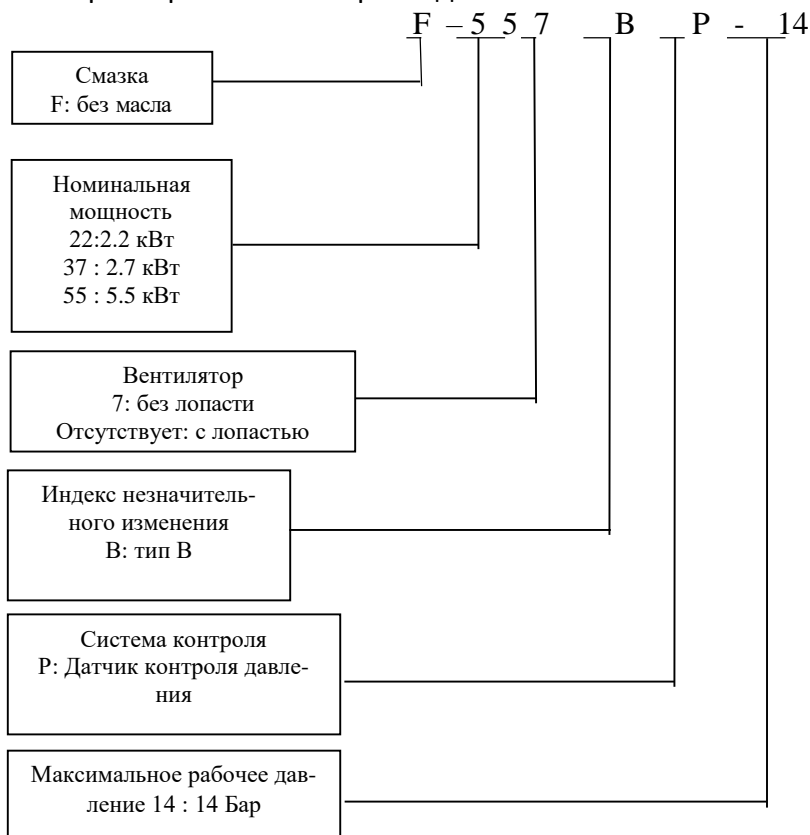 F – 5 5 7 B P - 14
Смазка
F: без масла
Номинальная
мощность
22:2.2 кВт
37 : 2.7 кВт
55 : 5.5 кВт
Вентилятор
7: без лопасти
Отсутствует: с лопастью
Индекс незначитель-
ного изменения
B: тип B
Система контроля
P: Датчик контроля давле-
ния
Максимальное рабочее дав-
ление 14 : 14 Бар